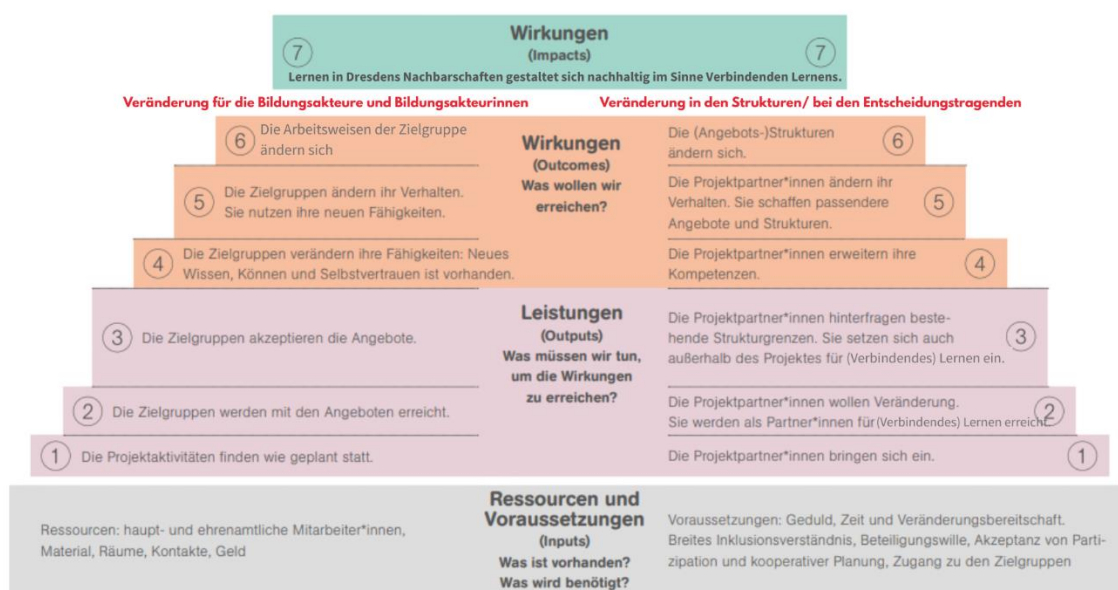 Wirkungen
(Impacts)
7
7
Lernen in Dresdens Nachbarschaften gestaltet sich nachhaltig im Sinne Verbindenden Lernens.
Veränderung für die Bildungsakteure und Bildungsakteurinnen
Veränderung in den Strukturen/ bei den Entscheidungstragenden
6
Die Arbeitsweisen der Zielgruppe
ändern sich
5
Die Zielgruppen ändern ihr Verhalten.
Sie nutzen ihre neuen Fähigkeiten.
4
Die Zielgruppen verändern ihre Fähigkeiten: Neues
Wissen, Können und Selbstvertrauen ist vorhanden.
Wirkungen
(Outcomes)
Was wollen wir
erreichen?
Die (Angebots-)Strukturen
ändern sich.
6
Die Projektpartner*innen ändern ihr
Verhalten. Sie schaffen passendere
Angebote und Strukturen.
5
Die Projektpartner*innen erweitern ihre
Kompetenzen.
4
3
Die Zielgruppen akzeptieren die Angebote.
2
Die Zielgruppen werden mit den Angeboten erreicht.
1
Die Projektaktivitäten finden wie geplant statt.
Leistungen
(Outputs)
Was müssen wir tun,
um die Wirkungen
zu erreichen?
Die Projektpartner*innen hinterfragen beste-
hende Strukturgrenzen. Sie setzen sich auch
außerhalb des Projektes für (Verbindendes) Lernen ein.
3
Die Projektpartner*innen wollen Veränderung.
Sie werden als Partner*innen für(Verbindendes) Lernen erreicht.
2
Die Projektpartner*innen bringen sich ein.
1
Ressourcen: haupt- und ehrenamtliche Mitarbeiter*innen,
Material, Räume, Kontakte, Geld
Ressourcen und
Voraussetzungen
(Inputs)
Was ist vorhanden?
Was wird benötigt?
Voraussetzungen: Geduld, Zeit und Veränderungsbereitschaft.
Breites Inklusionsverständnis, Beteiligungswille, Akzeptanz von Parti-
zipation und kooperativer Planung, Zugang zu den Zielgruppen